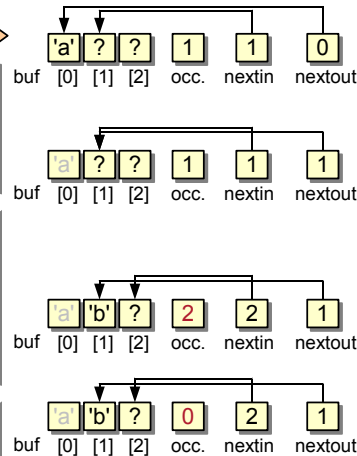 'a' ? ? 1 1 0
buf [0] [1] [2] occ. nextin nextout
'a' ? ? 1 1 1
buf [0] [1] [2] occ. nextin nextout
'a' 'b' ? 2 2 1
buf [0] [1] [2] occ. nextin nextout
'a' 'b' ? 0 2 1
buf [0] [1] [2] occ. nextin nextout